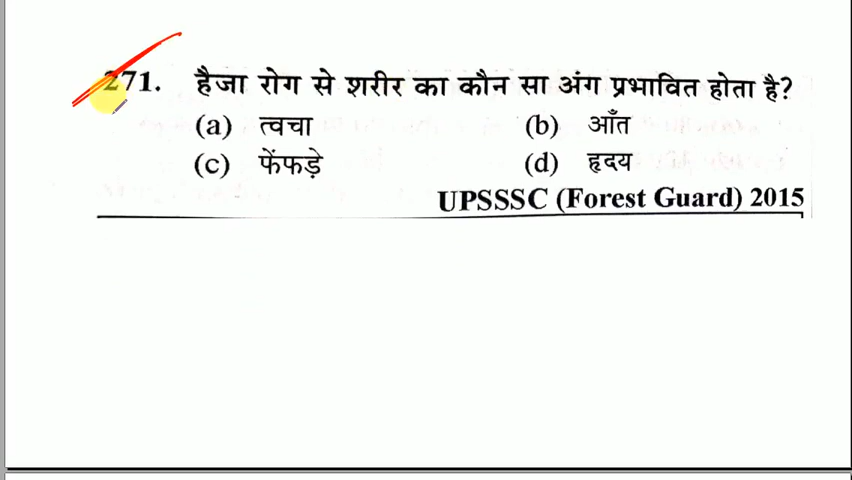 271. हैजा रोग से शरीर का कौन सा अंग प्रभावित होता है?
(a) त्वचा (b) आँत
(c) फेंफड़े (d) हृदय
UPSSSC (Forest Guard) 2015